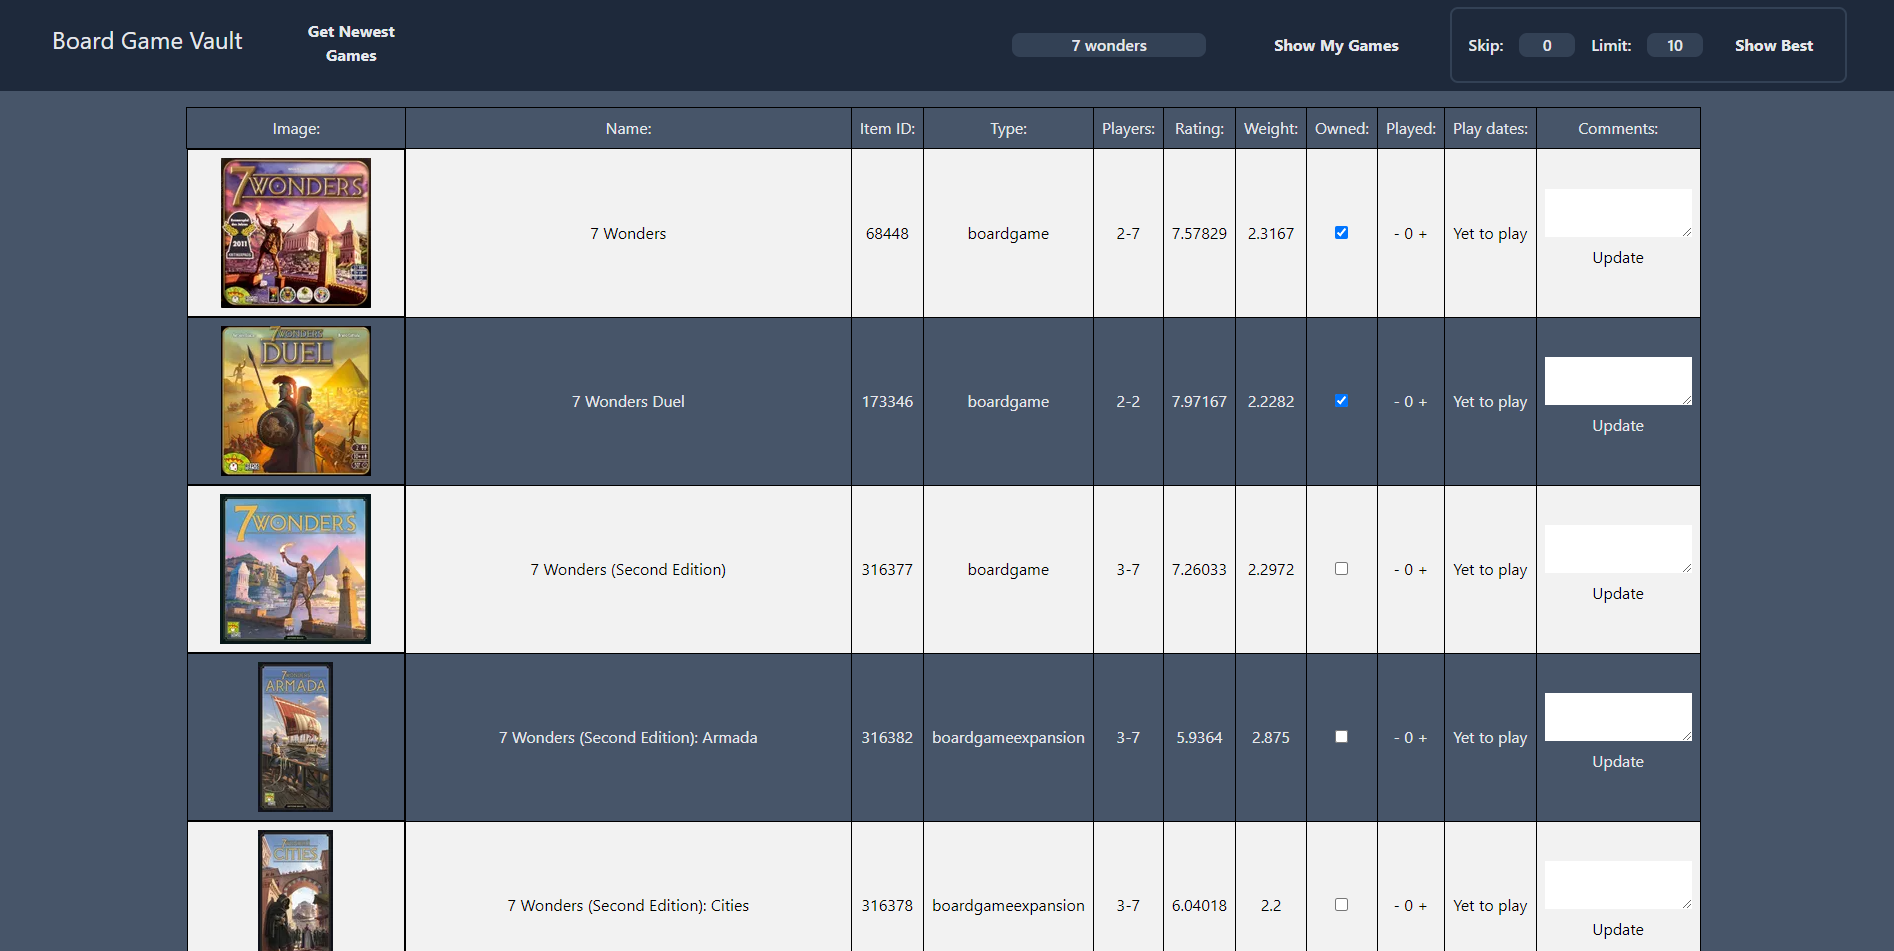 Board Game Vault
Get Newest
Games
7 wonders
Show My Games
Skip: 0 Limit: 10 Show Best
Image: Name: Item ID: Type: Players: Rating: Weight: Owned: Played: Play dates: Comments:
7 WONDERS
2011
7 Wonders 68448 boardgame 2-7 7.57829 2.3167 - 0 + Yet to play
Update
7 WONDERS
DUEL
7 Wonders Duel 173346 boardgame 2-2 7.97167 2.2282 - 0 + Yet to play
Update
7 WONDERS
7 Wonders (Second Edition) 316377 boardgame 3-7 7.26033 2.2972 - 0 + Yet to play
Update
7 WONDERS
ARMADA
7 Wonders (Second Edition): Armada 316382 boardgameexpansion 3-7 5.9364 2.875 - 0 + Yet to play
Update
7 WONDERS
CITIES
7 Wonders (Second Edition): Cities 316378 boardgameexpansion 3-7 6.04018 2.2 - 0 + Yet to play
Update